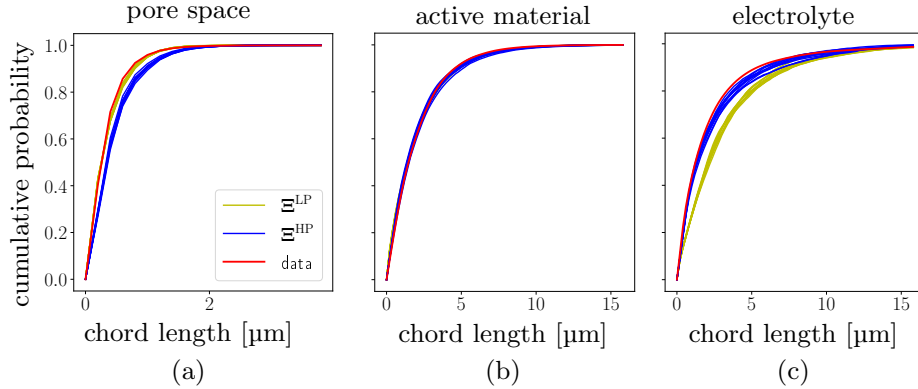 pore space
active material
electrolyte
cumulative probability
1.0
0.8
0.6
0.4
0.2
0.0
Ξ^LP
Ξ^HP
data
0 2
0 5 10 15
0 5 10 15
chord length [µm]
chord length [µm]
chord length [µm]
(a)
(b)
(c)